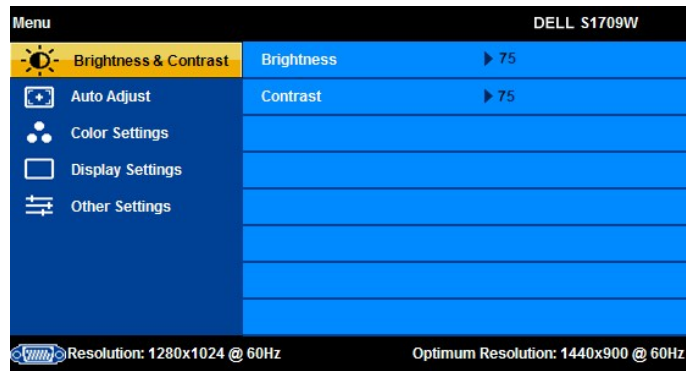 Menu DELL S1709W
Brightness & Contrast Brightness 75
Auto Adjust Contrast 75
Color Settings
Display Settings
Other Settings
Resolution: 1280x1024 @ 60Hz Optimum Resolution: 1440x900 @ 60Hz